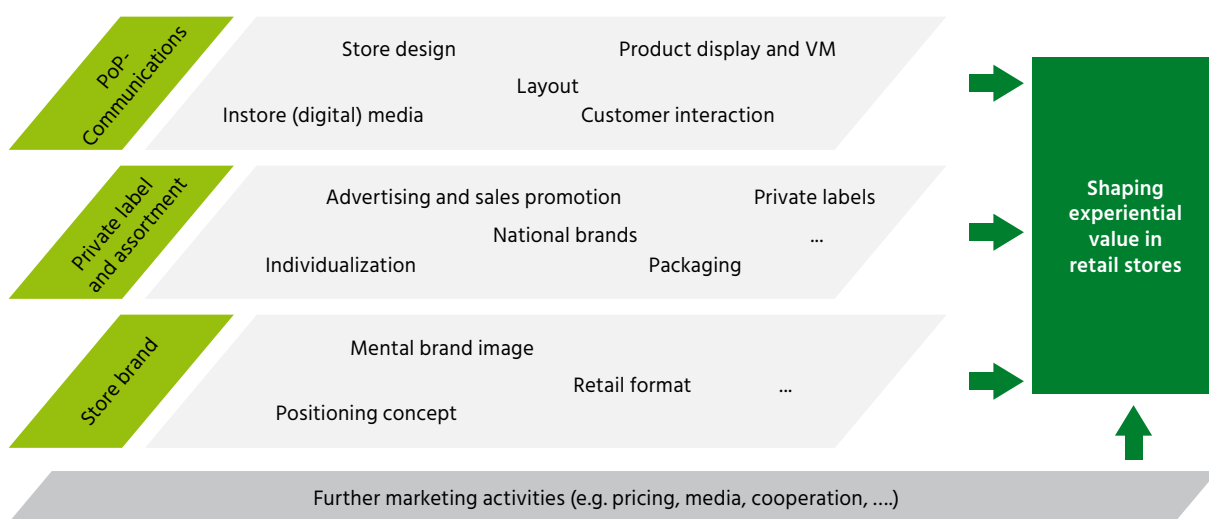 PoP-
Communications
Store design
Product display and VM
Layout
Instore (digital) media
Customer interaction
Private label
and assortment
Advertising and sales promotion
Private labels
National brands
...
Individualization
Packaging
Store brand
Mental brand image
Retail format
...
Positioning concept
Shaping
experiential
value in
retail stores
Further marketing activities (e.g. pricing, media, cooperation, ....)